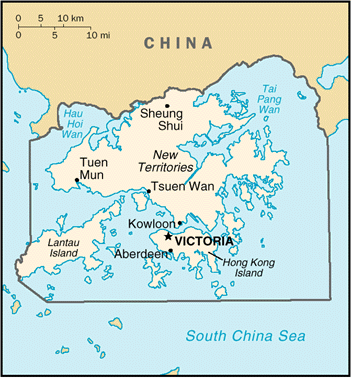 0 5 10 km
0 5 10 mi
CHINA
Tai
Pang
Wan
Hau
Hoi
Wan
Sheung
Shui
New
Territories
Tuen
Mun
Tsuen Wan
Kowloon
VICTORIA
Lantau
Island
Aberdeen
Hong Kong
Island
South China Sea